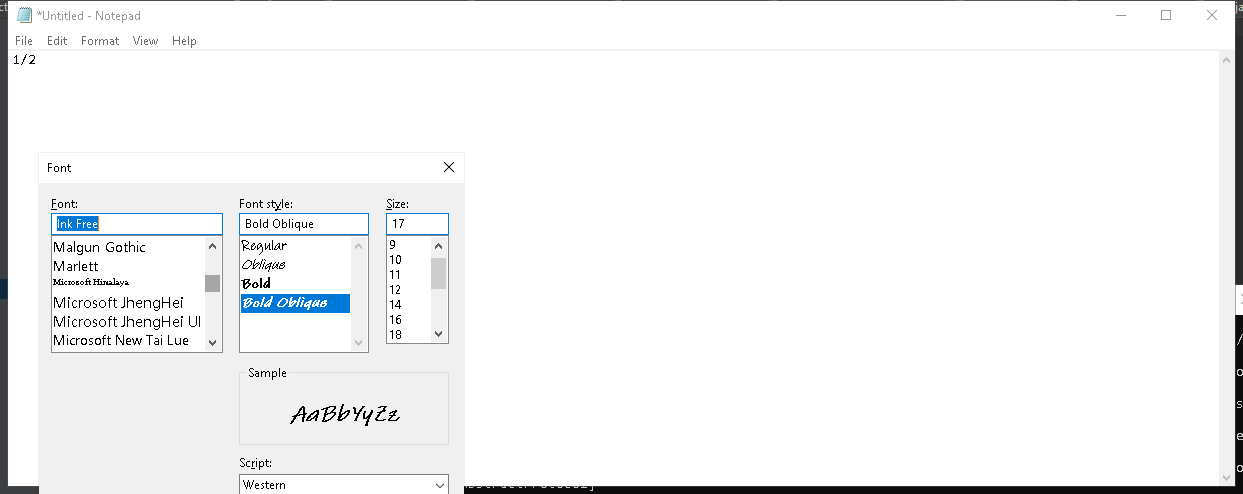 *Untitled - Notepad
File Edit Format View Help
1/2
Font
Font: Font style: Size:
Ink Free Bold Oblique 17
Malgun Gothic Regular 9
Marlett Oblique 10
Microsoft Himalaya Bold 11
Microsoft JhengHei Bold Oblique 12
Microsoft JhengHei UI 14
Microsoft New Tai Lue 16
18
Sample
AaBbYyZz
Script:
Western